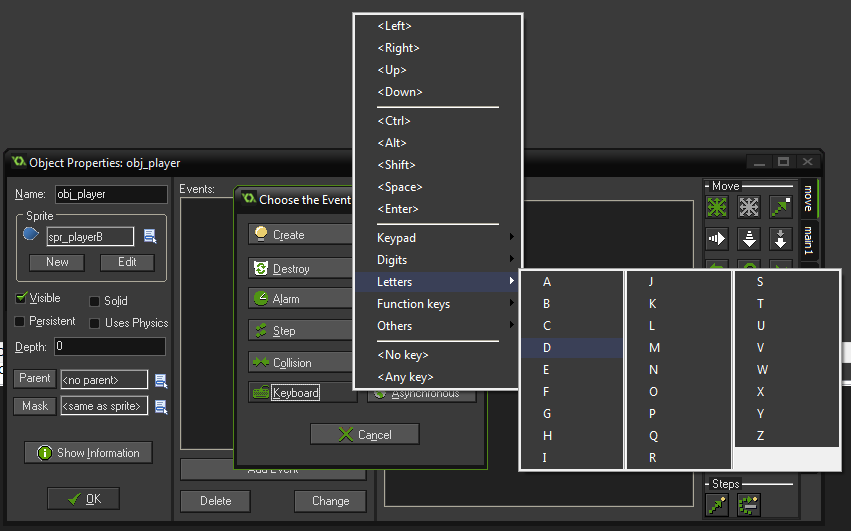 <Left>
<Right>
<Up>
<Down>
<Ctrl>
<Alt>
<Shift>
<Space>
<Enter>
Keypad
Digits
Letters
Function keys
Others
<No key>
<Any key>
A
B
C
D
E
F
G
H
I
J
K
L
M
N
O
P
Q
R
S
T
U
V
W
X
Y
Z
Object Properties: obj_player
Name: obj_player
Sprite
spr_playerB
New
Edit
Visible
Solid
Persistent
Uses Physics
Depth: 0
Parent
<no parent>
Mask
<same as sprite>
Show Information
OK
Events:
Add Event
Delete
Change
Choose the Event
Create
Destroy
Alarm
Step
Collision
Keyboard
Asynchronous
Cancel
Move
move
main1
Steps